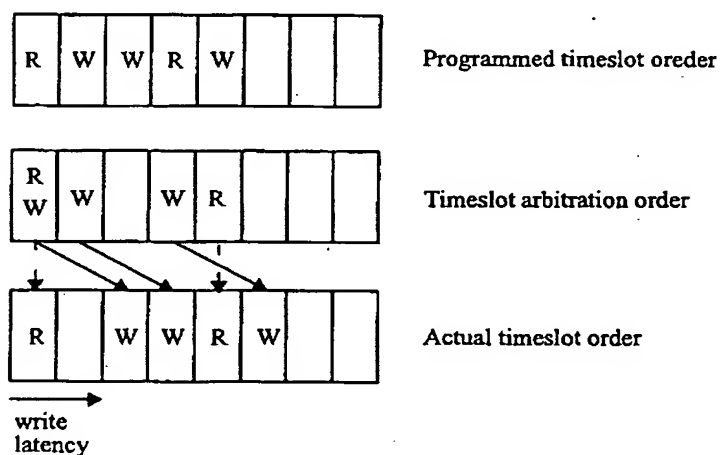 R W W R W
Programmed timeslot oreder
R
W W W R
Timeslot arbitration order
R W W R W
Actual timeslot order
write
latency